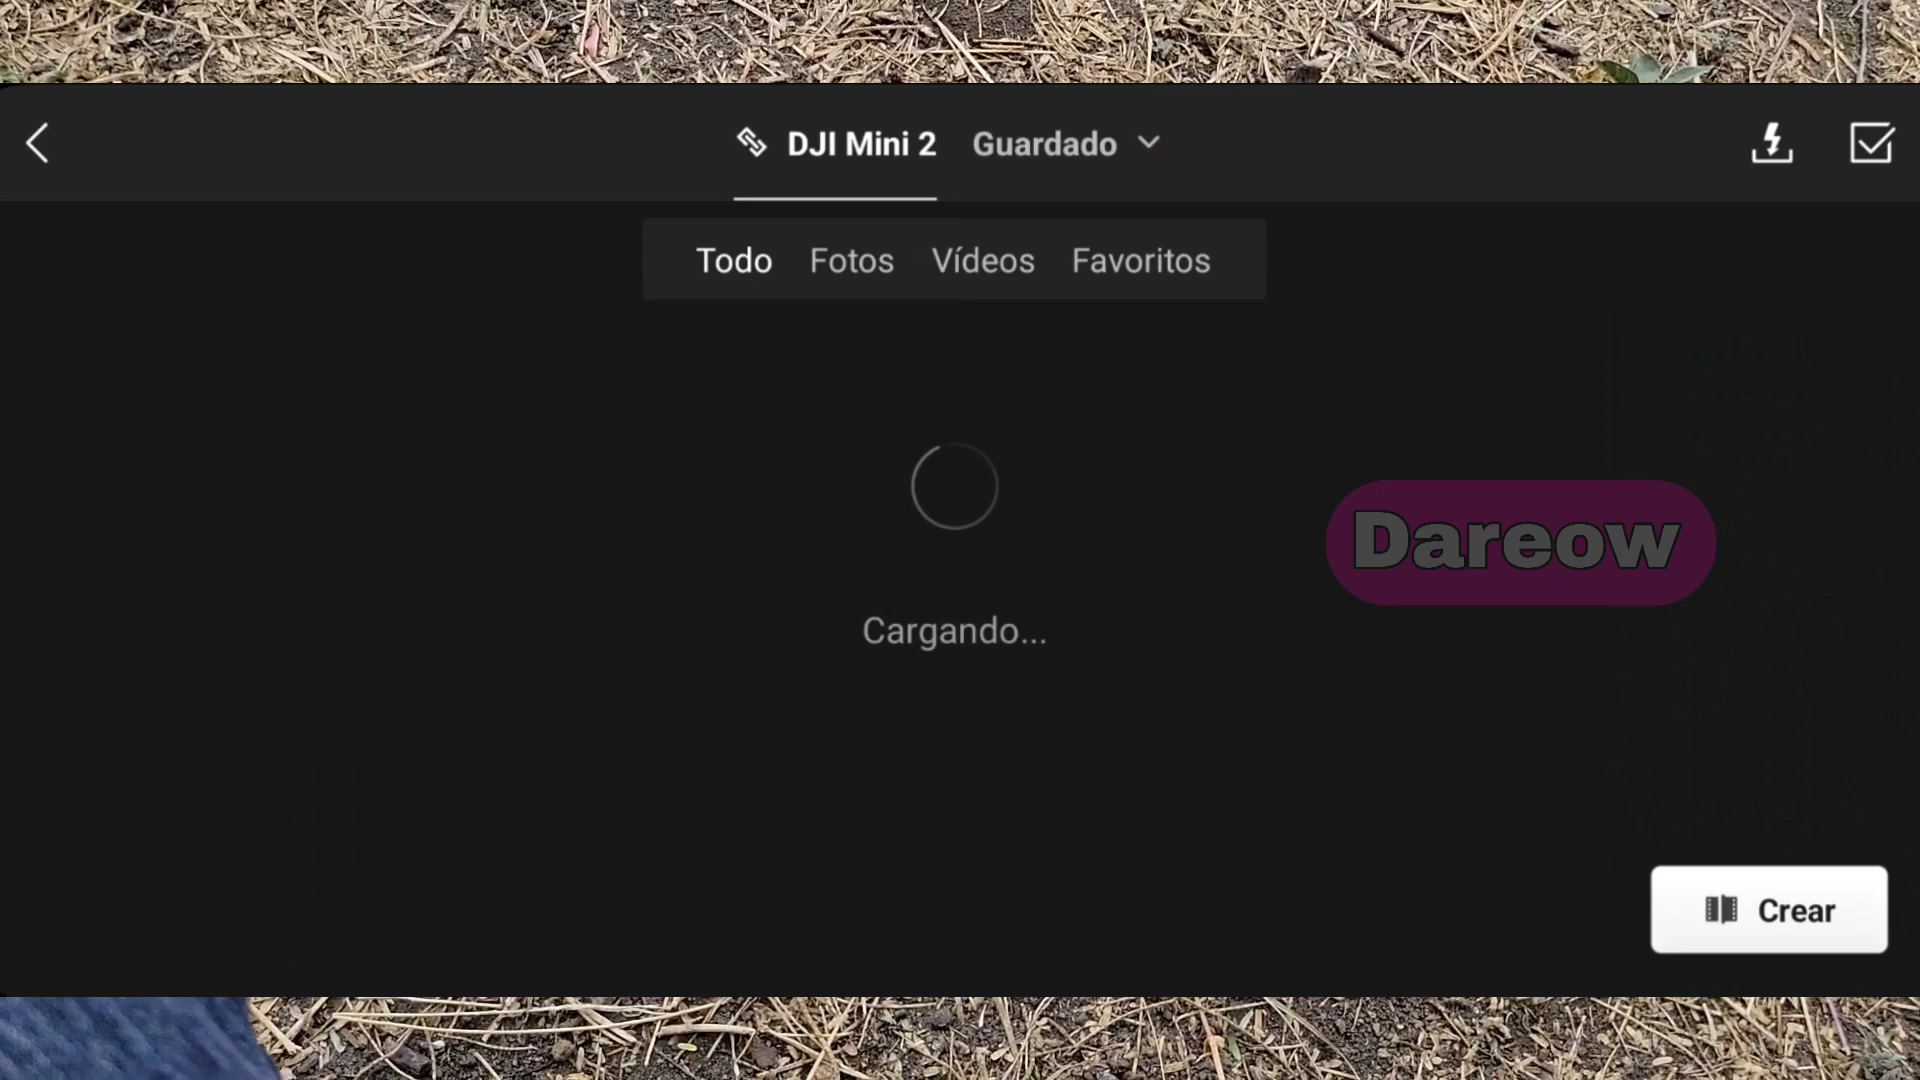 DJI Mini 2 Guardado
Todo Fotos Vídeos Favoritos
Cargando...
Dareow
Crear